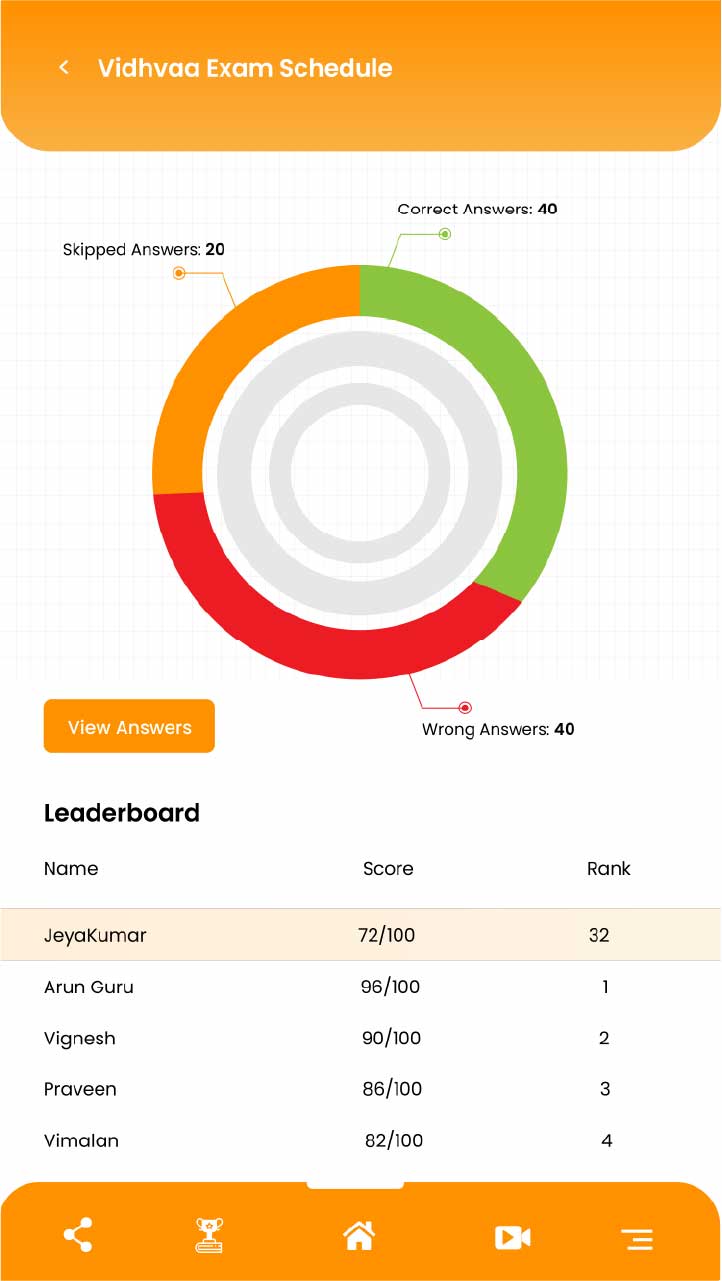 Vidhvaa Exam Schedule
Correct Answers: 40
Skipped Answers: 20
View Answers
Wrong Answers: 40
Leaderboard
Name Score Rank
JeyaKumar 72/100 32
Arun Guru 96/100 1
Vignesh 90/100 2
Praveen 86/100 3
Vimalan 82/100 4